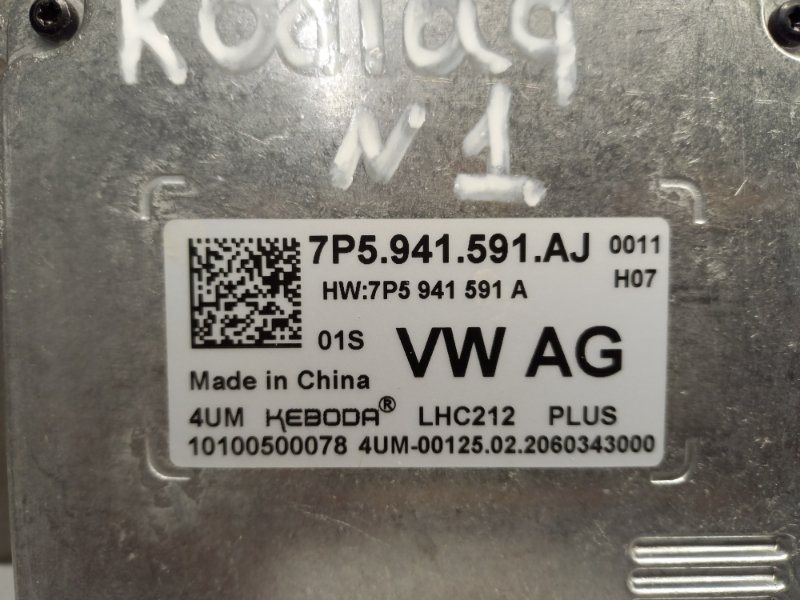 Kodiaq
N 1
7P5.941.591.AJ 0011
HW:7P5 941 591 A H07
01S VW AG
Made in China
4UM KEBODA® LHC212 PLUS
10100500078 4UM-00125.02.2060343000